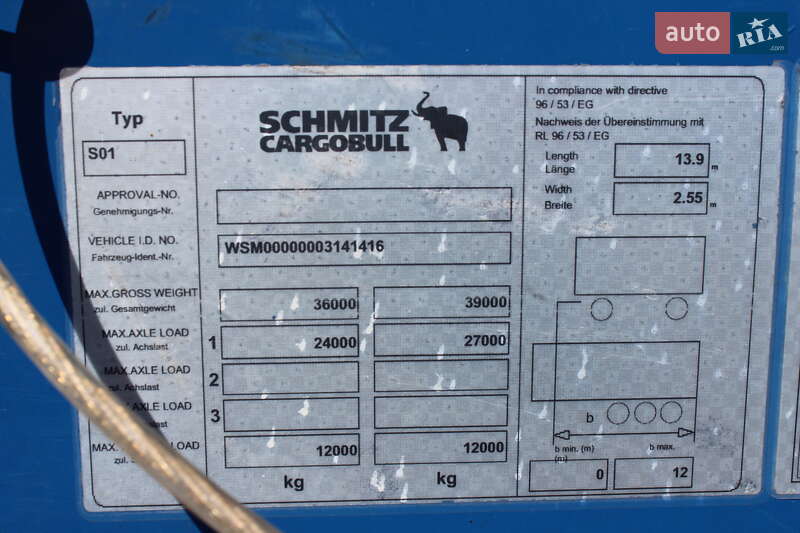 auto RIA .com
Typ
S01
SCHMITZ
CARGOBULL
In compliance with directive
96 / 53 / EG
Nachweis der Übereinstimmung mit
RL 96 / 53 / EG
Length 13.9 m
Länge
Width 2.55 m
Breite
APPROVAL-NO.
Genehmigungs-Nr.
VEHICLE I.D. NO. WSM00000003141416
Fahrzeug-Ident.-Nr.
MAX.GROSS WEIGHT 36000 39000
zul. Gesamtgewicht
MAX.AXLE LOAD 1 24000 27000
zul. Achslast
MAX.AXLE LOAD 2
zul. Achslast
AXLE LOAD 3
MAX. LOAD 12000 12000
zul.
kg kg
b
b min. (m) b max.
(m)
0 12